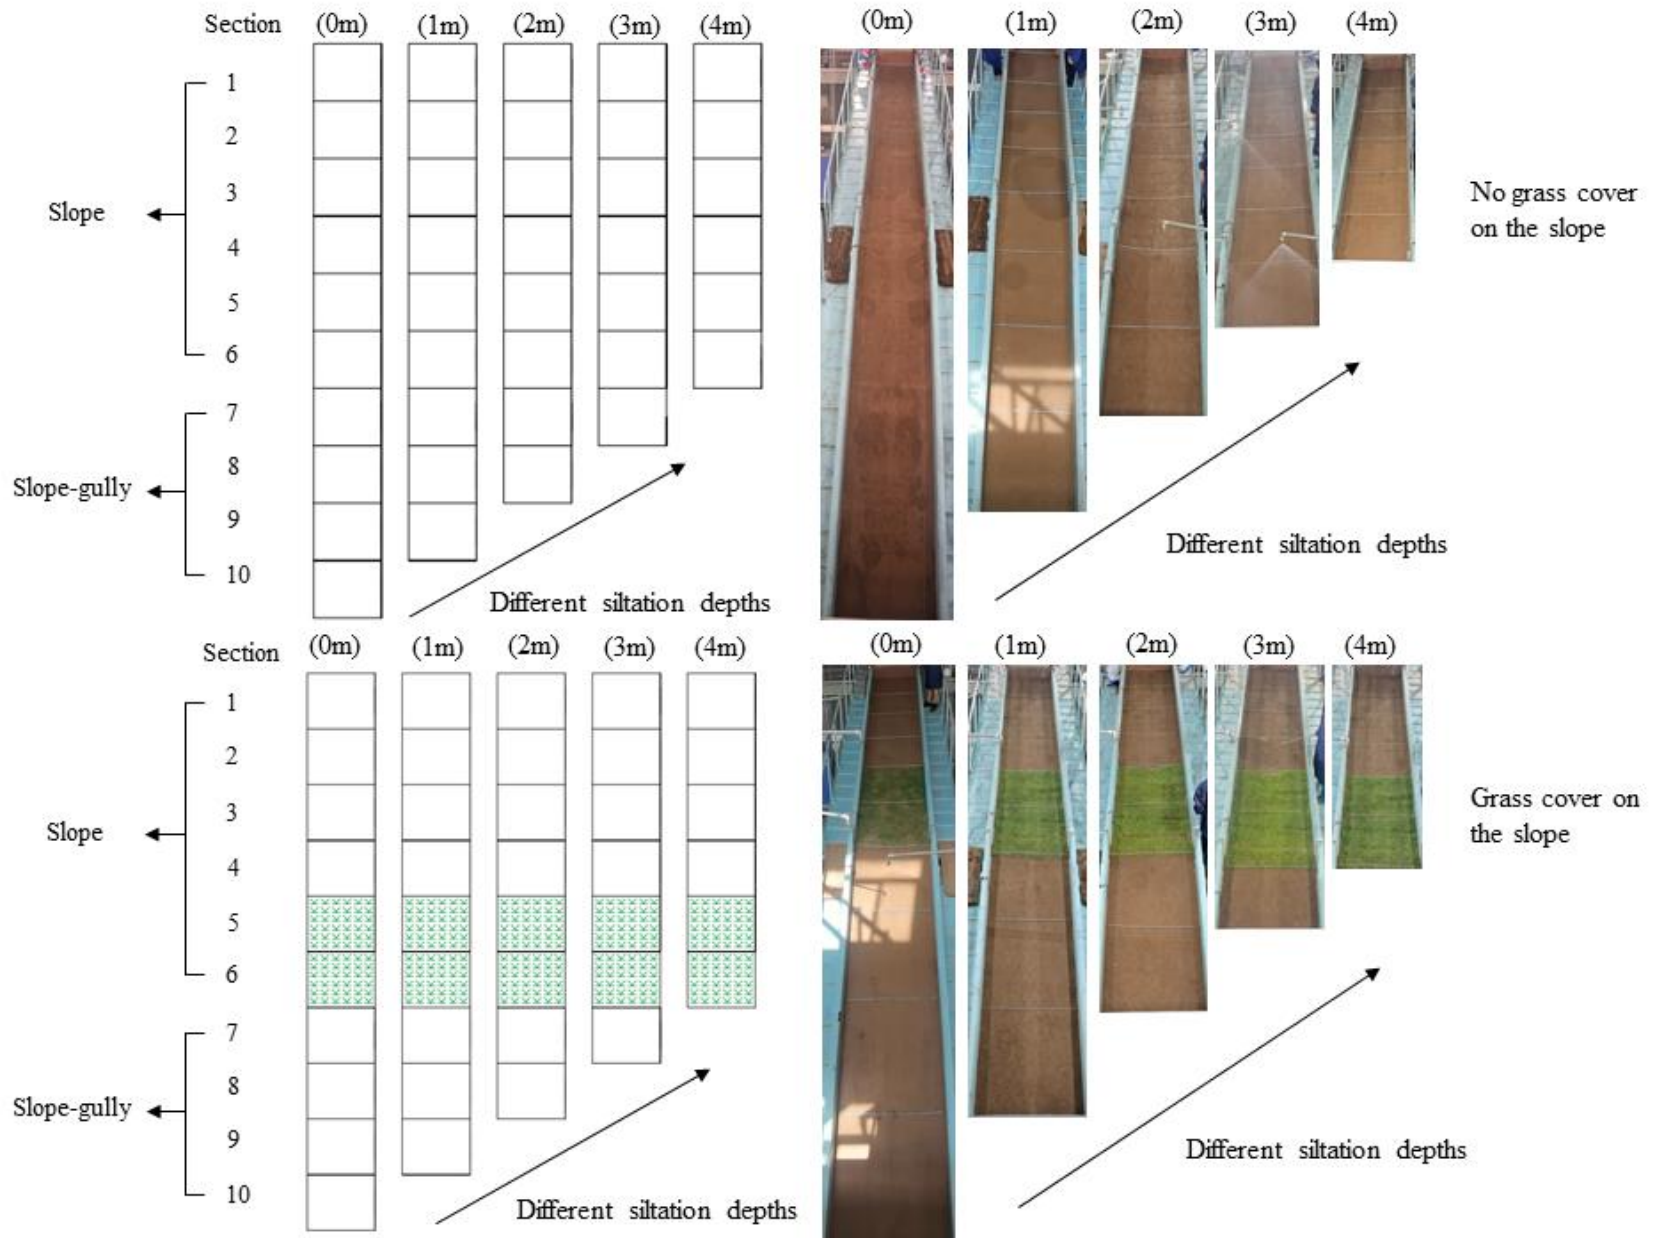 Section (0m) (1m) (2m) (3m) (4m)
1
2
3
Slope
4
5
6
7
8
Slope-gully
9
10
Different siltation depths
(0m) (1m) (2m) (3m) (4m)
No grass cover
on the slope
Different siltation depths
Section (0m) (1m) (2m) (3m) (4m)
1
2
3
Slope
4
5
6
7
8
Slope-gully
9
10
Different siltation depths
(0m) (1m) (2m) (3m) (4m)
Grass cover on
the slope
Different siltation depths